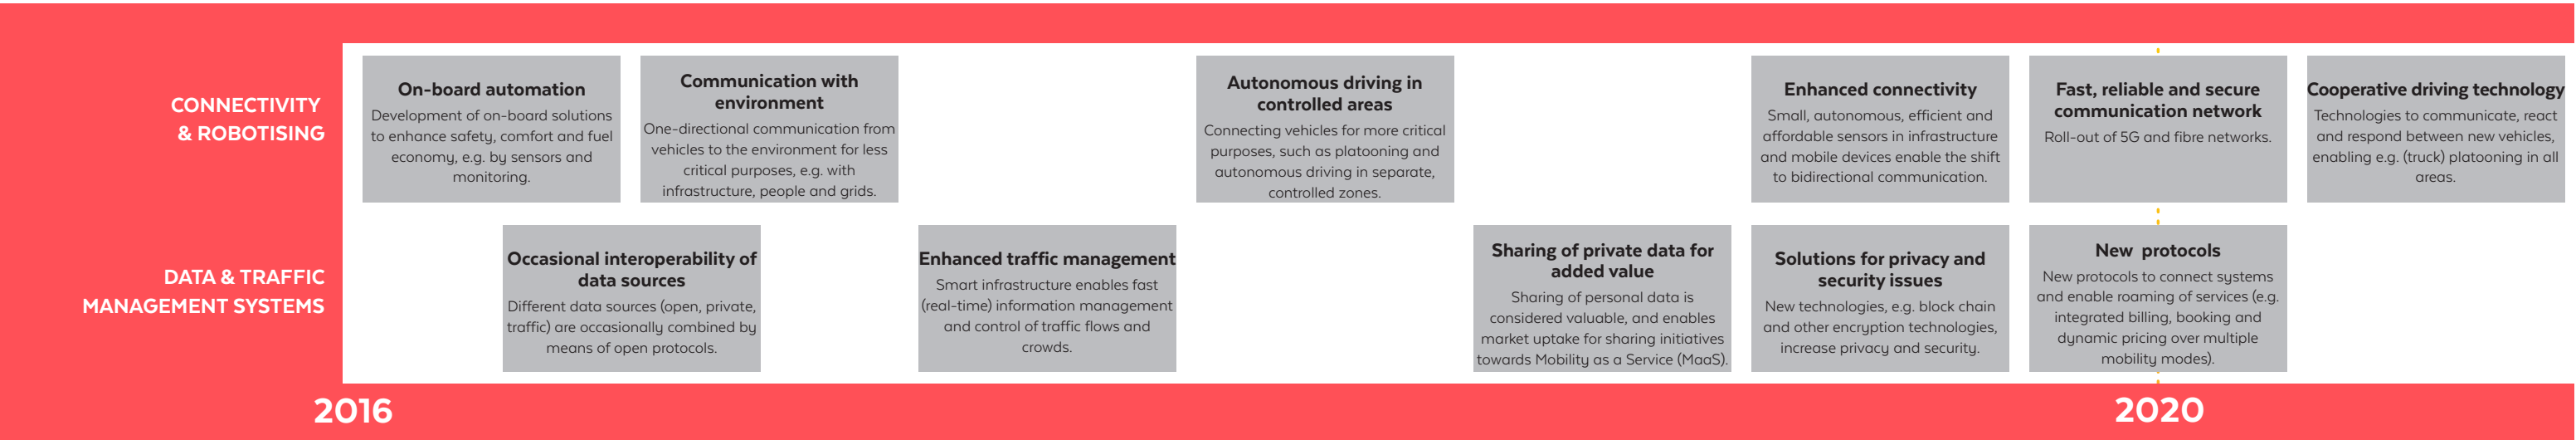 CONNECTIVITY
& ROBOTISING
On-board automation
Development of on-board solutions
to enhance safety, comfort and fuel
economy, e.g. by sensors and
monitoring.
Communication with
environment
One-directional communication from
vehicles to the environment for less
critical purposes, e.g. with
infrastructure, people and grids.
Autonomous driving in
controlled areas
Connecting vehicles for more critical
purposes, such as platooning and
autonomous driving in separate,
controlled zones.
Enhanced connectivity
Small, autonomous, efficient and
affordable sensors in infrastructure
and mobile devices enable the shift
to bidirectional communication.
Fast, reliable and secure
communication network
Roll-out of 5G and fibre networks.
Cooperative driving technology
Technologies to communicate, react
and respond between new vehicles,
enabling e.g. (truck) platooning in all
areas.
DATA & TRAFFIC
MANAGEMENT SYSTEMS
Occasional interoperability of
data sources
Different data sources (open, private,
traffic) are occasionally combined by
means of open protocols.
Enhanced traffic management
Smart infrastructure enables fast
(real-time) information management
and control of traffic flows and
crowds.
Sharing of private data for
added value
Sharing of personal data is
considered valuable, and enables
market uptake for sharing initiatives
towards Mobility as a Service (MaaS).
Solutions for privacy and
security issues
New technologies, e.g. block chain
and other encryption technologies,
increase privacy and security.
New protocols
New protocols to connect systems
and enable roaming of services (e.g.
integrated billing, booking and
dynamic pricing over multiple
mobility modes).
2016
2020